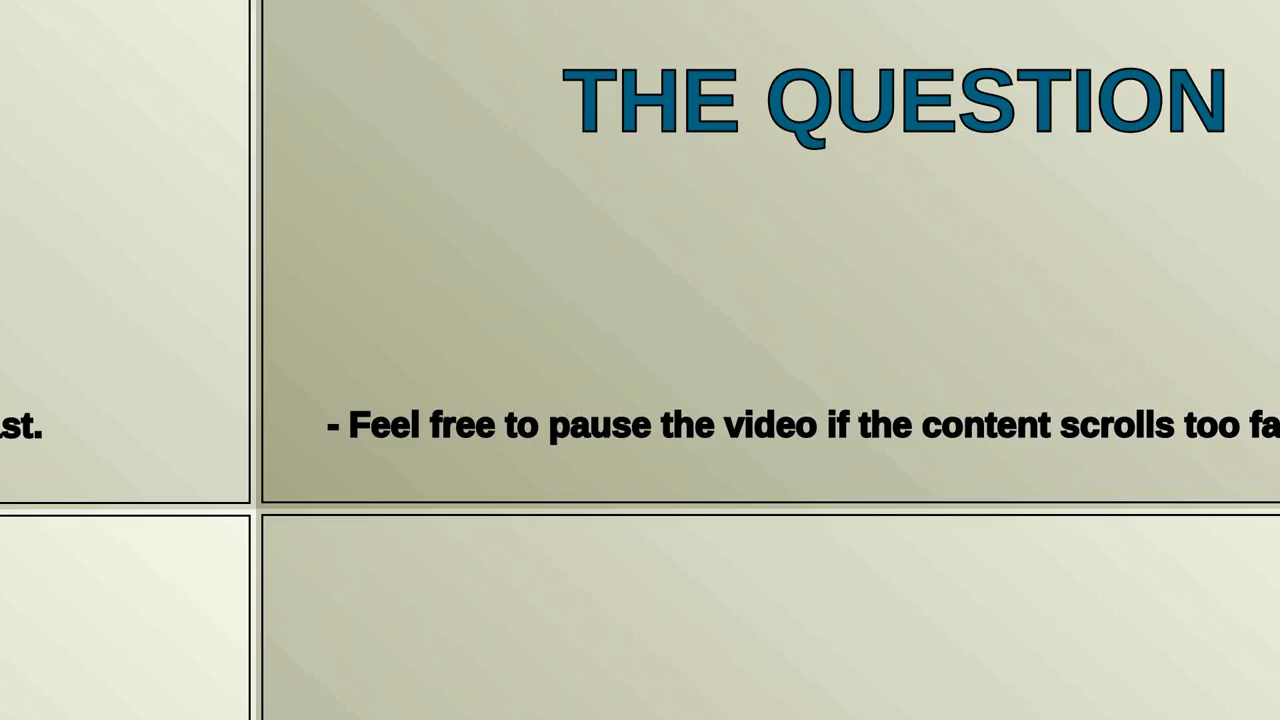 THE QUESTION
- Feel free to pause the video if the content scrolls too fa
st.